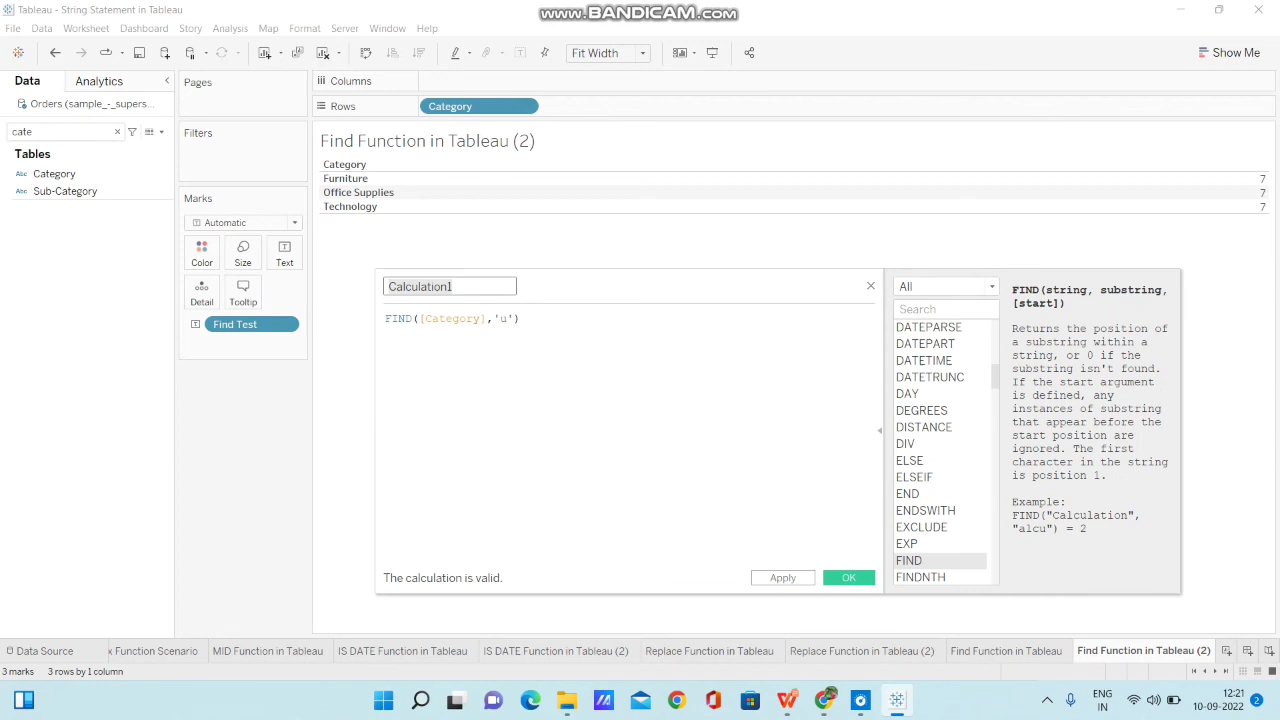 Tableau - String Statement in Tableau
www.BANDICAM.com
File Data Worksheet Dashboard Story Analysis Map Format Server Window Help
Fit Width
Show Me
Data Analytics
Pages
Columns
Orders (sample_-_supers...
Rows
Category
cate
Filters
Tables
Abc Category
Abc Sub-Category
Find Function in Tableau (2)
Category
Furniture 7
Office Supplies 7
Technology 7
Marks
Automatic
Color Size Text
Detail Tooltip
Find Test
Calculation1
FIND([Category],'u')
The calculation is valid.
Apply OK
All
Search
DATEPARSE
DATEPART
DATETIME
DATETRUNC
DAY
DEGREES
DISTANCE
DIV
ELSE
ELSEIF
END
ENDSWITH
EXCLUDE
EXP
FIND
FINDNTH
FIND(string, substring,
[start])
Returns the position of
a substring within a
string, or 0 if the
substring isn't found.
If the start argument
is defined, any
instances of substring
that appear before the
start position are
ignored. The first
character in the string
is position 1.
Example:
FIND("Calculation",
"alcu") = 2
Data Source x Function Scenario MID Function in Tableau IS DATE Function in Tableau IS DATE Function in Tableau (2) Replace Function in Tableau Replace Function in Tableau (2) Find Function in Tableau Find Function in Tableau (2)
3 marks 3 rows by 1 column
ENG
IN
12:21
10-09-2022
2